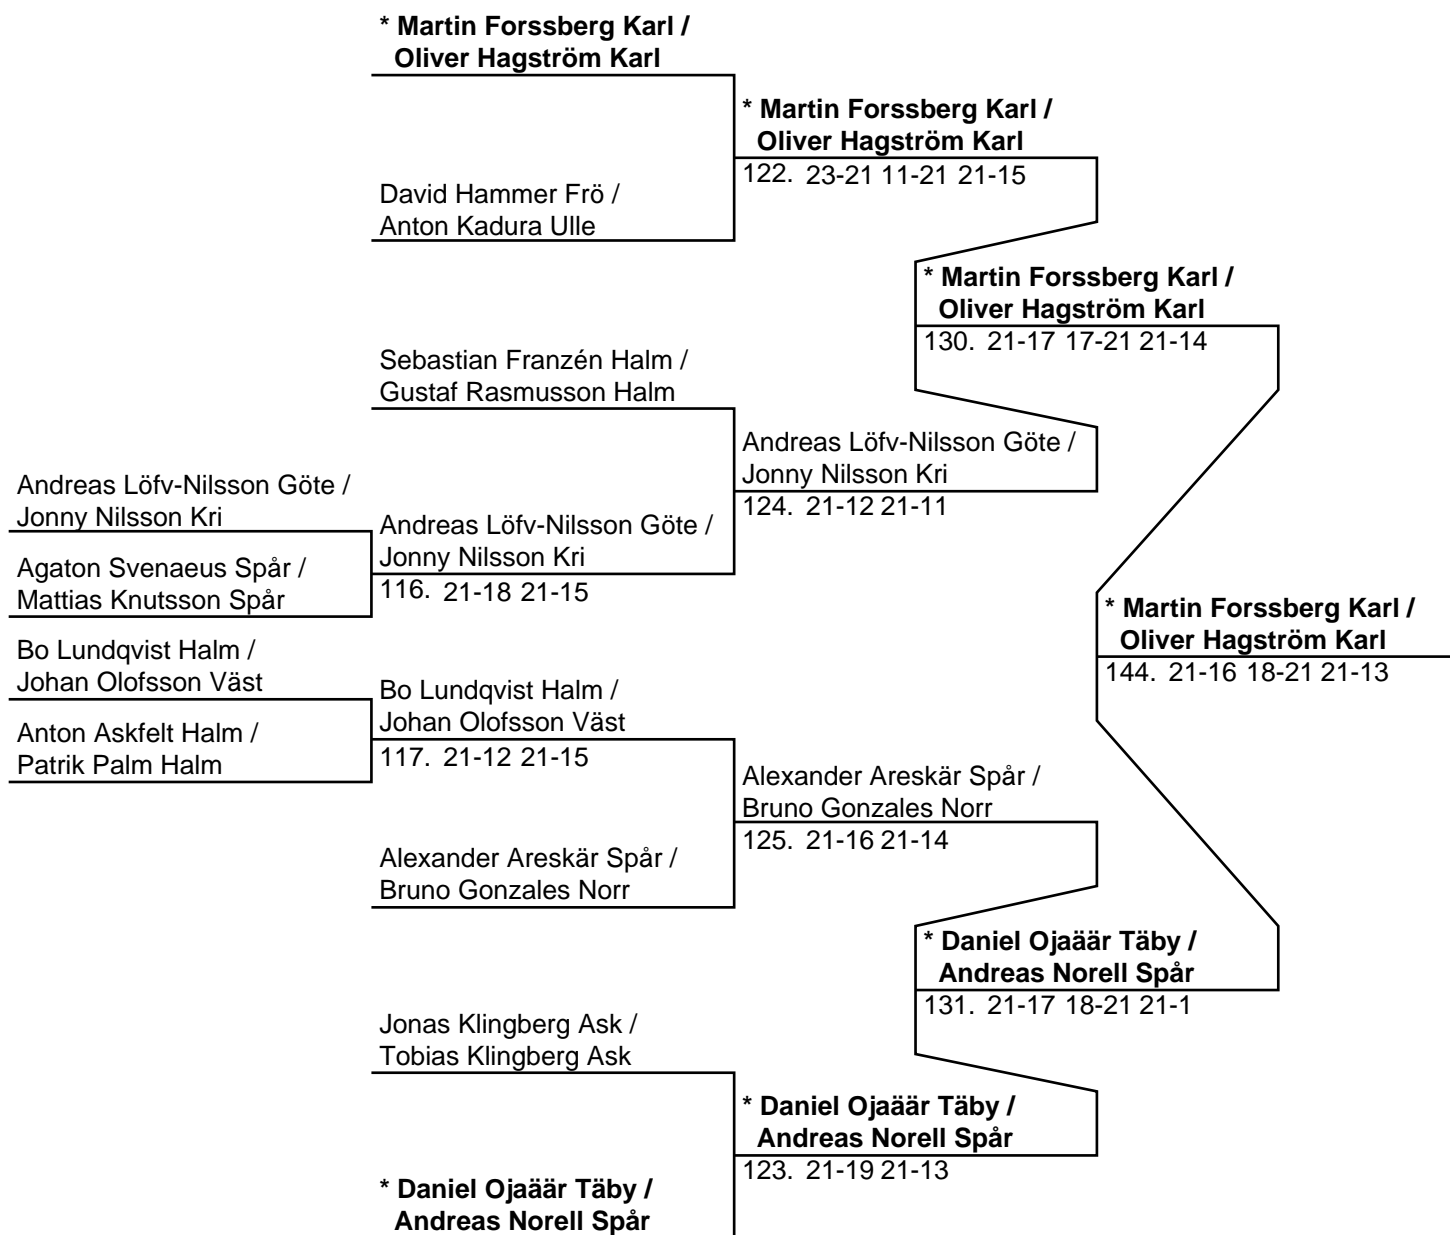 * Martin Forssberg Karl /
Oliver Hagström Karl
* Martin Forssberg Karl /
Oliver Hagström Karl
122. 23-21 11-21 21-15
David Hammer Frö /
Anton Kadura Ulle
* Martin Forssberg Karl /
Oliver Hagström Karl
130. 21-17 17-21 21-14
Sebastian Franzén Halm /
Gustaf Rasmusson Halm
Andreas Löfv-Nilsson Göte /
Jonny Nilsson Kri
124. 21-12 21-11
Andreas Löfv-Nilsson Göte /
Jonny Nilsson Kri
Andreas Löfv-Nilsson Göte /
Jonny Nilsson Kri
116. 21-18 21-15
Agaton Svenaeus Spår /
Mattias Knutsson Spår
* Martin Forssberg Karl /
Oliver Hagström Karl
144. 21-16 18-21 21-13
Bo Lundqvist Halm /
Johan Olofsson Väst
Bo Lundqvist Halm /
Johan Olofsson Väst
117. 21-12 21-15
Anton Askfelt Halm /
Patrik Palm Halm
Alexander Areskär Spår /
Bruno Gonzales Norr
125. 21-16 21-14
Alexander Areskär Spår /
Bruno Gonzales Norr
* Daniel Ojaäär Täby /
Andreas Norell Spår
131. 21-17 18-21 21-1
Jonas Klingberg Ask /
Tobias Klingberg Ask
* Daniel Ojaäär Täby /
Andreas Norell Spår
123. 21-19 21-13
* Daniel Ojaäär Täby /
Andreas Norell Spår